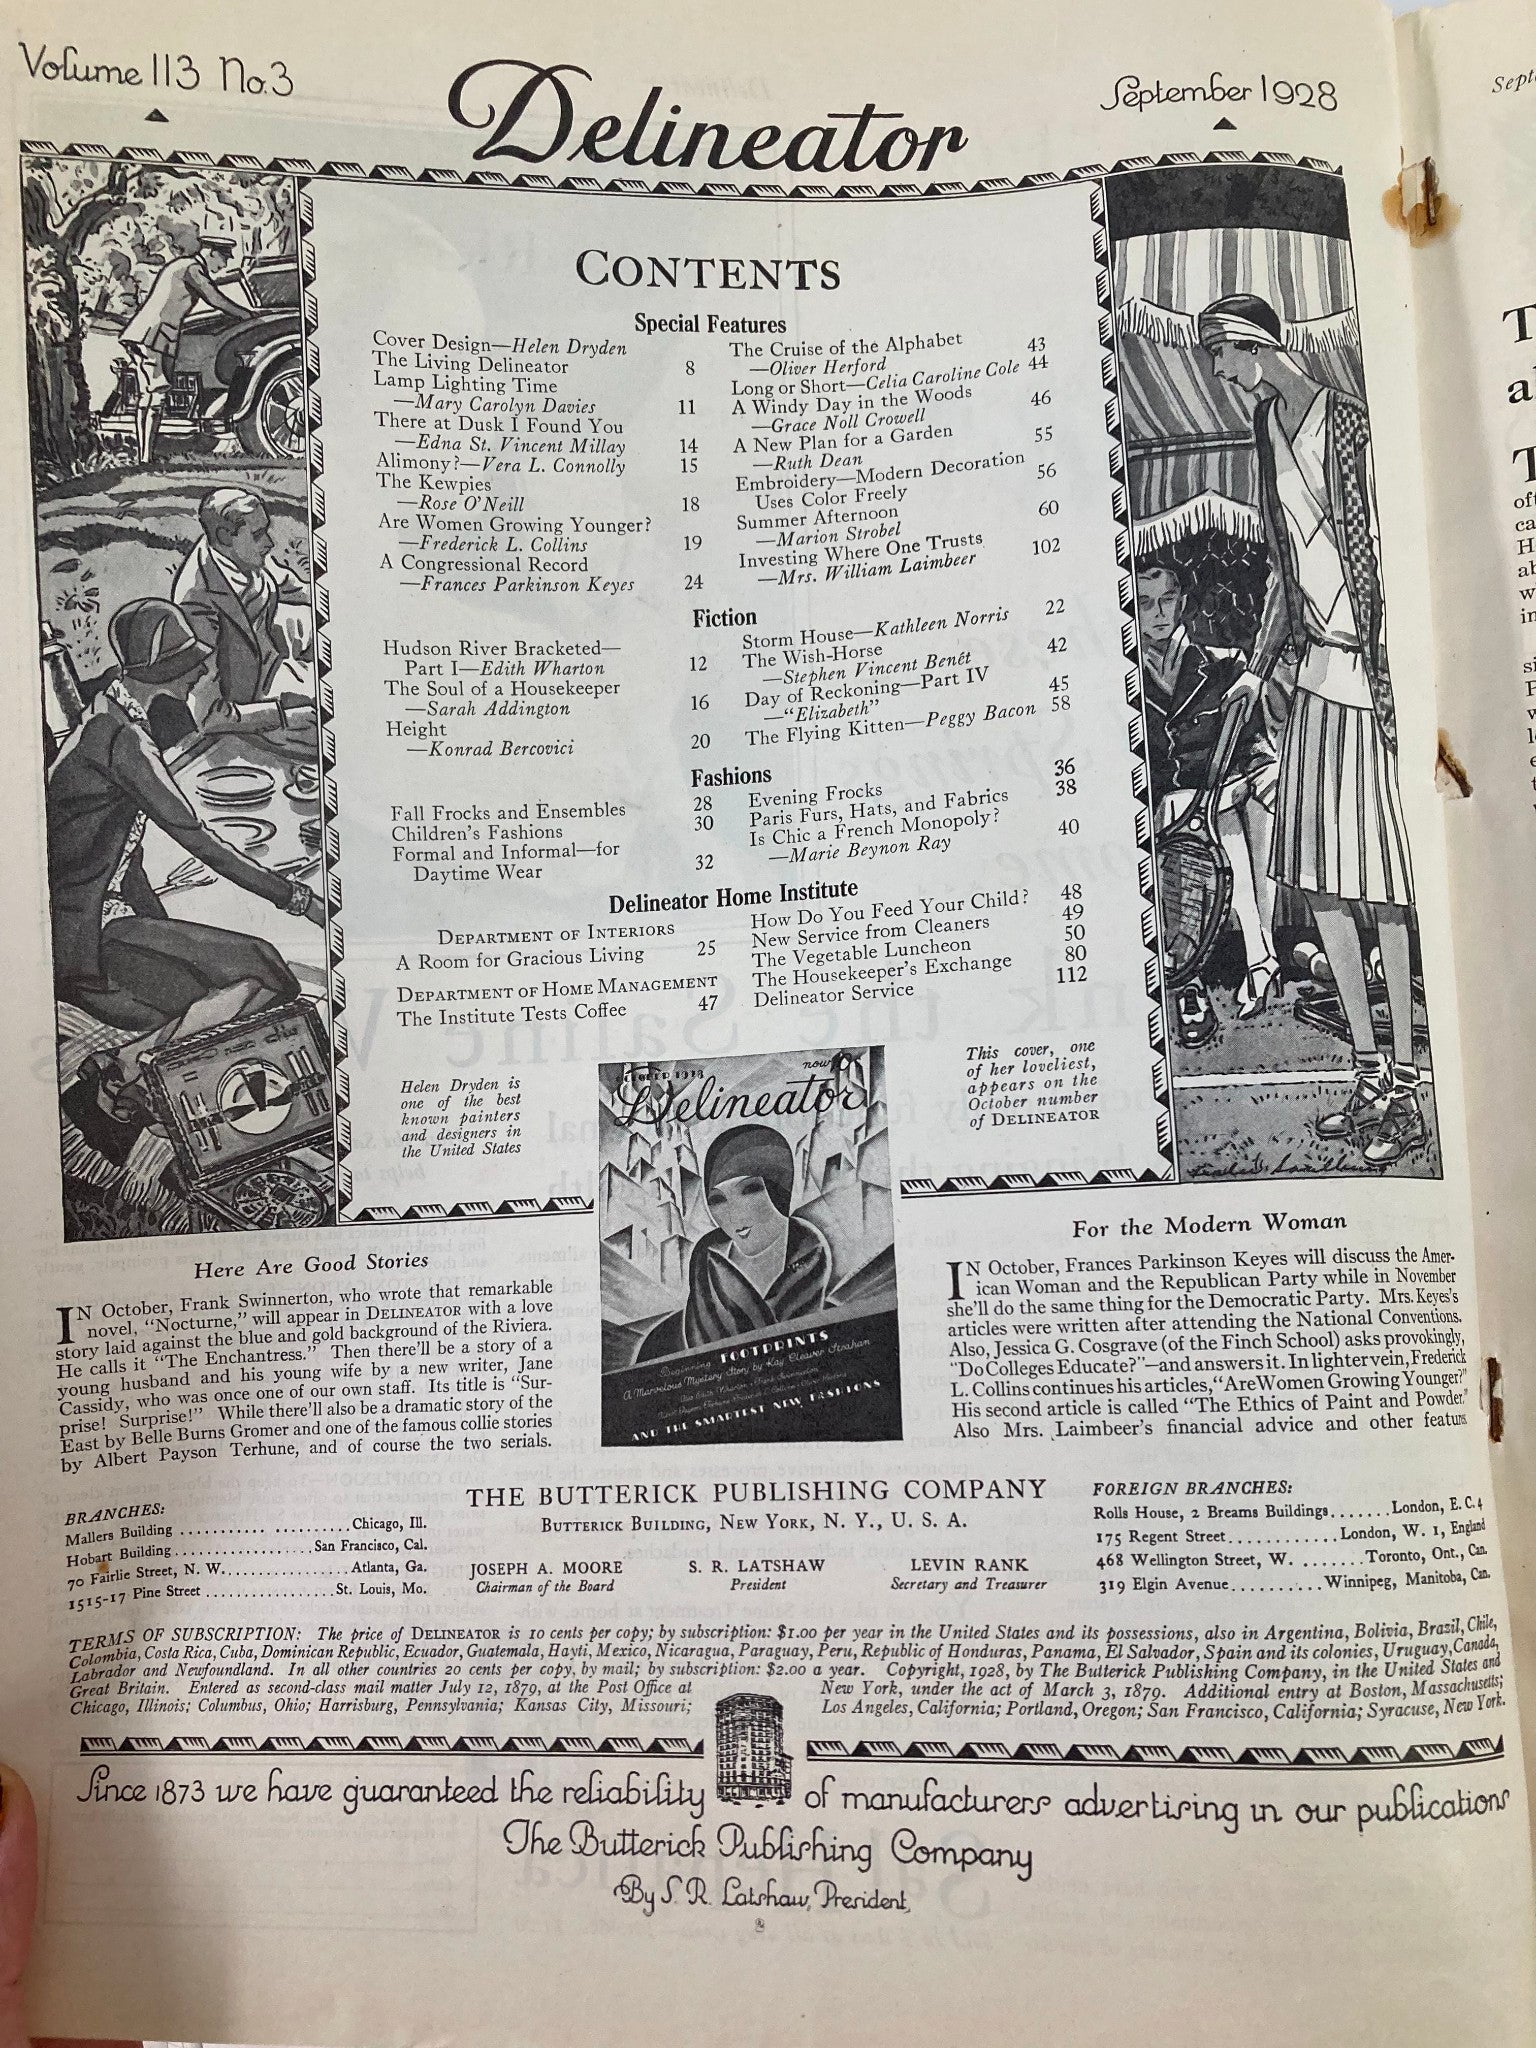 Volume 113 No.3
Delineator
September 1928
CONTENTS
Special Features
Cover Design—Helen Dryden
The Living Delineator 8
Lamp Lighting Time
—Mary Carolyn Davies 11
There at Dusk I Found You
—Edna St. Vincent Millay 14
Alimony?—Vera L. Connolly 15
The Kewpies
—Rose O'Neill 18
Are Women Growing Younger?
—Frederick L. Collins 19
A Congressional Record
—Frances Parkinson Keyes 24
The Cruise of the Alphabet 43
—Oliver Herford
Long or Short—Celia Caroline Cole 44
A Windy Day in the Woods 46
—Grace Noll Crowell
A New Plan for a Garden 55
—Ruth Dean
Embroidery—Modern Decoration 56
Uses Color Freely
Summer Afternoon 60
—Marion Strobel
Investing Where One Trusts 102
—Mrs. William Laimbeer
Fiction
Hudson River Bracketed—
Part I—Edith Wharton 12
The Soul of a Housekeeper
—Sarah Addington 16
Height
—Konrad Bercovici 20
Storm House—Kathleen Norris 22
The Wish-Horse 42
—Stephen Vincent Benét
Day of Reckoning—Part IV 45
—"Elizabeth"
The Flying Kitten—Peggy Bacon 58
Fashions
Fall Frocks and Ensembles 28
Children's Fashions 30
Formal and Informal—for
Daytime Wear 32
Evening Frocks 36
Paris Furs, Hats, and Fabrics 38
Is Chic a French Monopoly? 40
—Marie Beynon Ray
Delineator Home Institute
DEPARTMENT OF INTERIORS
A Room for Gracious Living 25
DEPARTMENT OF HOME MANAGEMENT
The Institute Tests Coffee 47
How Do You Feed Your Child? 48
New Service from Cleaners 49
The Vegetable Luncheon 50
The Housekeeper's Exchange 80
Delineator Service 112
Helen Dryden is
one of the best
known painters
and designers in
the United States
OCTOBER 1928
now 10¢
Delineator
Beginning FOOTPRINTS
A Marvelous Mystery Story by Kay Cleaver Strahan
AND THE SMARTEST NEW FASHIONS
This cover, one
of her loveliest,
appears on the
October number
of DELINEATOR
Here Are Good Stories
IN October, Frank Swinnerton, who wrote that remarkable
novel, "Nocturne," will appear in DELINEATOR with a love
story laid against the blue and gold background of the Riviera.
He calls it "The Enchantress." Then there'll be a story of a
young husband and his young wife by a new writer, Jane
Cassidy, who was once one of our own staff. Its title is "Sur-
prise! Surprise!" While there'll also be a dramatic story of the
East by Belle Burns Gromer and one of the famous collie stories
by Albert Payson Terhune, and of course the two serials.
For the Modern Woman
IN October, Frances Parkinson Keyes will discuss the Amer-
ican Woman and the Republican Party while in November
she'll do the same thing for the Democratic Party. Mrs. Keyes's
articles were written after attending the National Conventions.
Also, Jessica G. Cosgrave (of the Finch School) asks provokingly,
"Do Colleges Educate?"—and answers it. In lighter vein, Frederick
L. Collins continues his articles, "Are Women Growing Younger?"
His second article is called "The Ethics of Paint and Powder."
Also Mrs. Laimbeer's financial advice and other features
BRANCHES:
Mallers Building .......... .......... Chicago, Ill.
Hobart Building.................San Francisco, Cal.
70 Fairlie Street, N. W.................Atlanta, Ga.
1515-17 Pine Street ...................St. Louis, Mo.
THE BUTTERICK PUBLISHING COMPANY
BUTTERICK BUILDING, NEW YORK, N. Y., U. S. A.
JOSEPH A. MOORE S. R. LATSHAW LEVIN RANK
Chairman of the Board President Secretary and Treasurer
FOREIGN BRANCHES:
Rolls House, 2 Breams Buildings.......London, E. C. 4
175 Regent Street............London, W. 1, England
468 Wellington Street, W. ........Toronto, Ont., Can.
319 Elgin Avenue..........Winnipeg, Manitoba, Can.
TERMS OF SUBSCRIPTION: The price of DELINEATOR is 10 cents per copy; by subscription: $1.00 per year in the United States and its possessions, also in Argentina, Bolivia, Brazil, Chile,
Colombia, Costa Rica, Cuba, Dominican Republic, Ecuador, Guatemala, Hayti, Mexico, Nicaragua, Paraguay, Peru, Republic of Honduras, Panama, El Salvador, Spain and its colonies, Uruguay, Canada,
Labrador and Newfoundland. In all other countries 20 cents per copy, by mail; by subscription: $2.00 a year. Copyright, 1928, by The Butterick Publishing Company, in the United States and
Great Britain. Entered as second-class mail matter July 12, 1879, at the Post Office at New York, under the act of March 3, 1879. Additional entry at Boston, Massachusetts;
Chicago, Illinois; Columbus, Ohio; Harrisburg, Pennsylvania; Kansas City, Missouri; Los Angeles, California; Portland, Oregon; San Francisco, California; Syracuse, New York.
Since 1873 we have guaranteed the reliability of manufacturers advertising in our publications
The Butterick Publishing Company
By S. R. Latshaw, President,